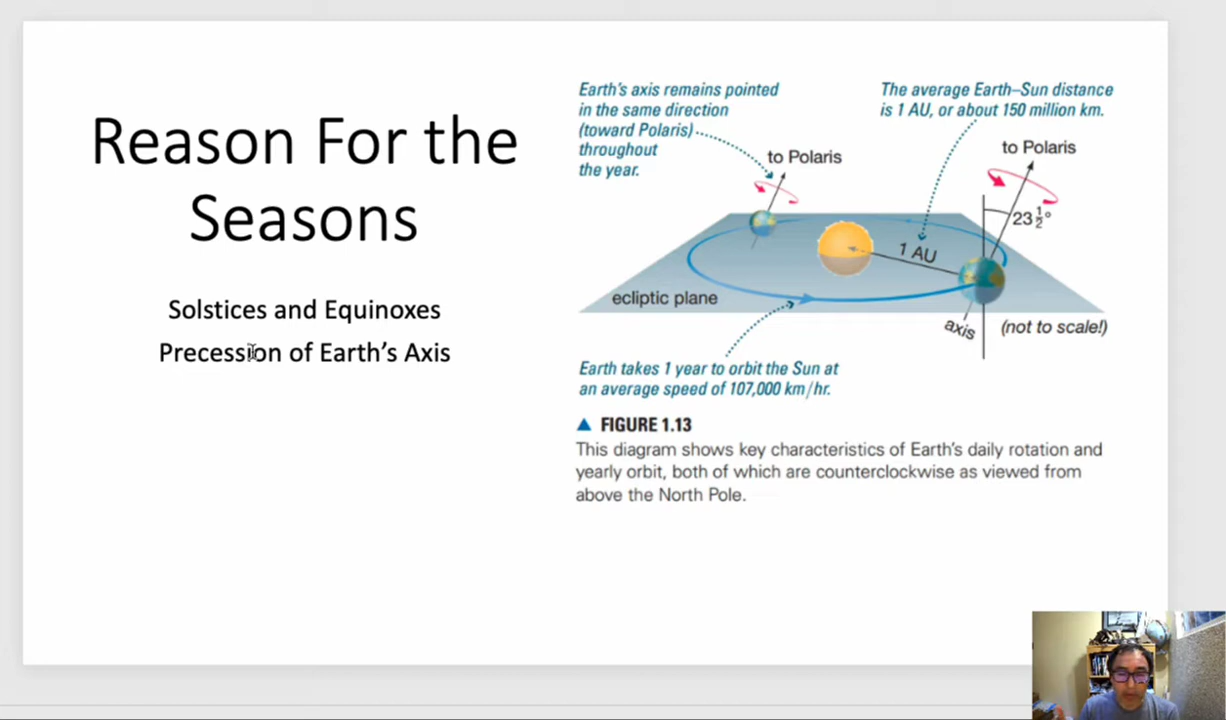 Reason For the
Seasons
Solstices and Equinoxes
Precession of Earth's Axis
Earth's axis remains pointed
in the same direction
(toward Polaris)
throughout
the year.
The average Earth–Sun distance
is 1 AU, or about 150 million km.
to Polaris
to Polaris
23 1/2°
1 AU
ecliptic plane
axis
(not to scale!)
Earth takes 1 year to orbit the Sun at
an average speed of 107,000 km/hr.
▲ FIGURE 1.13
This diagram shows key characteristics of Earth's daily rotation and
yearly orbit, both of which are counterclockwise as viewed from
above the North Pole.